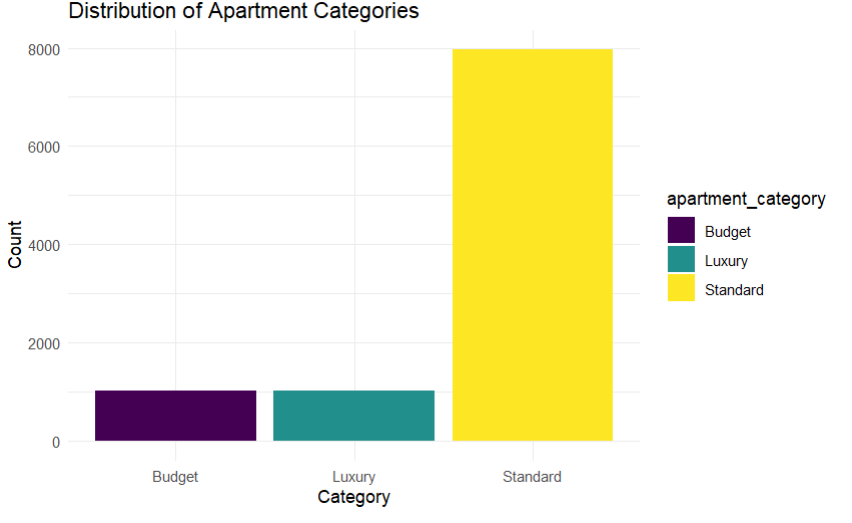 Distribution of Apartment Categories
8000
6000
4000
2000
0
Count
Budget
Luxury
Standard
Category
apartment_category
Budget
Luxury
Standard